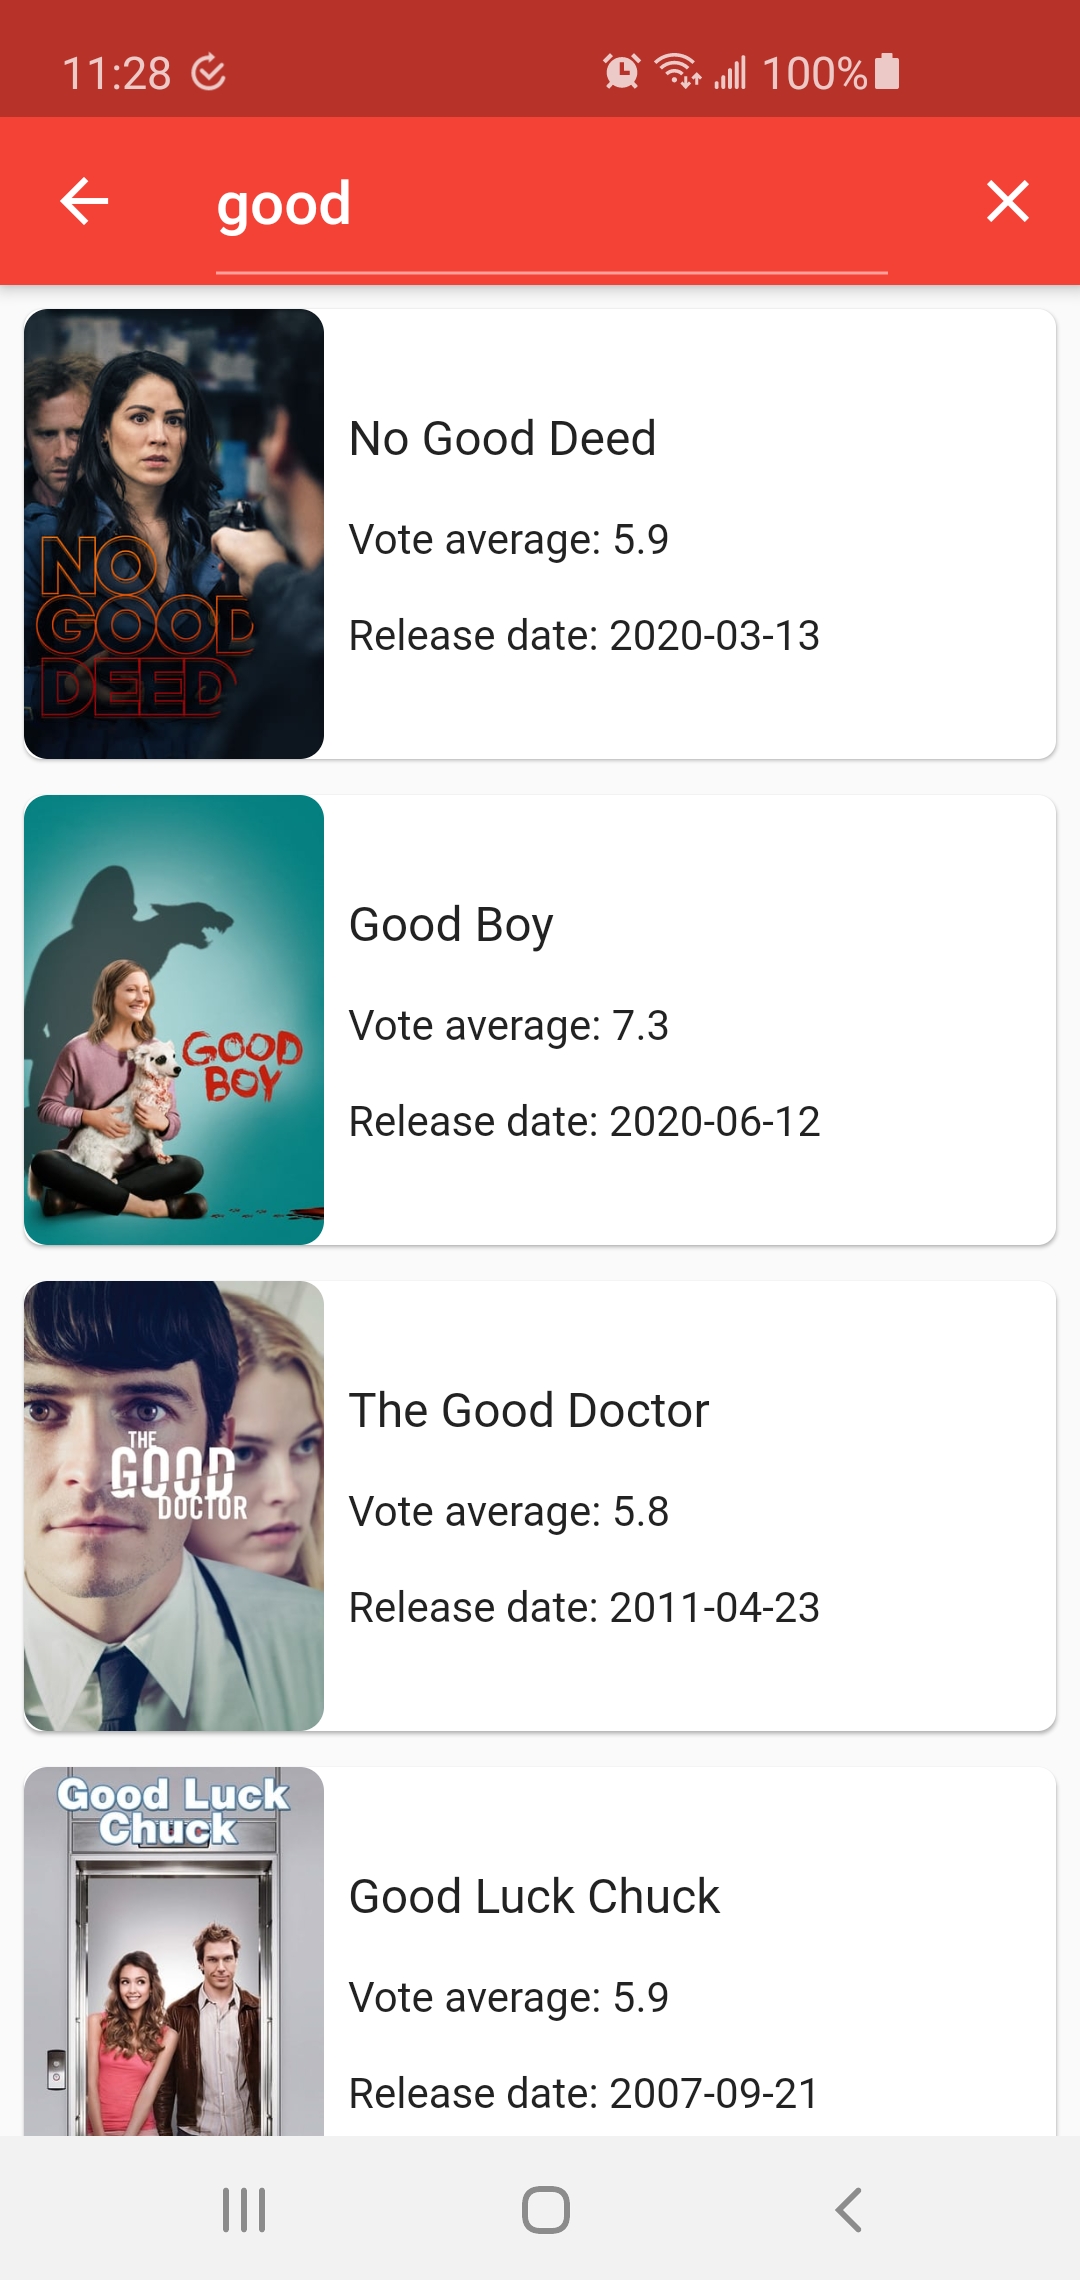 11:28 100%
good
NO
GOOD
DEED
No Good Deed
Vote average: 5.9
Release date: 2020-03-13
GOOD
BOY
Good Boy
Vote average: 7.3
Release date: 2020-06-12
THE
GOOD
DOCTOR
The Good Doctor
Vote average: 5.8
Release date: 2011-04-23
Good Luck
Chuck
Good Luck Chuck
Vote average: 5.9
Release date: 2007-09-21